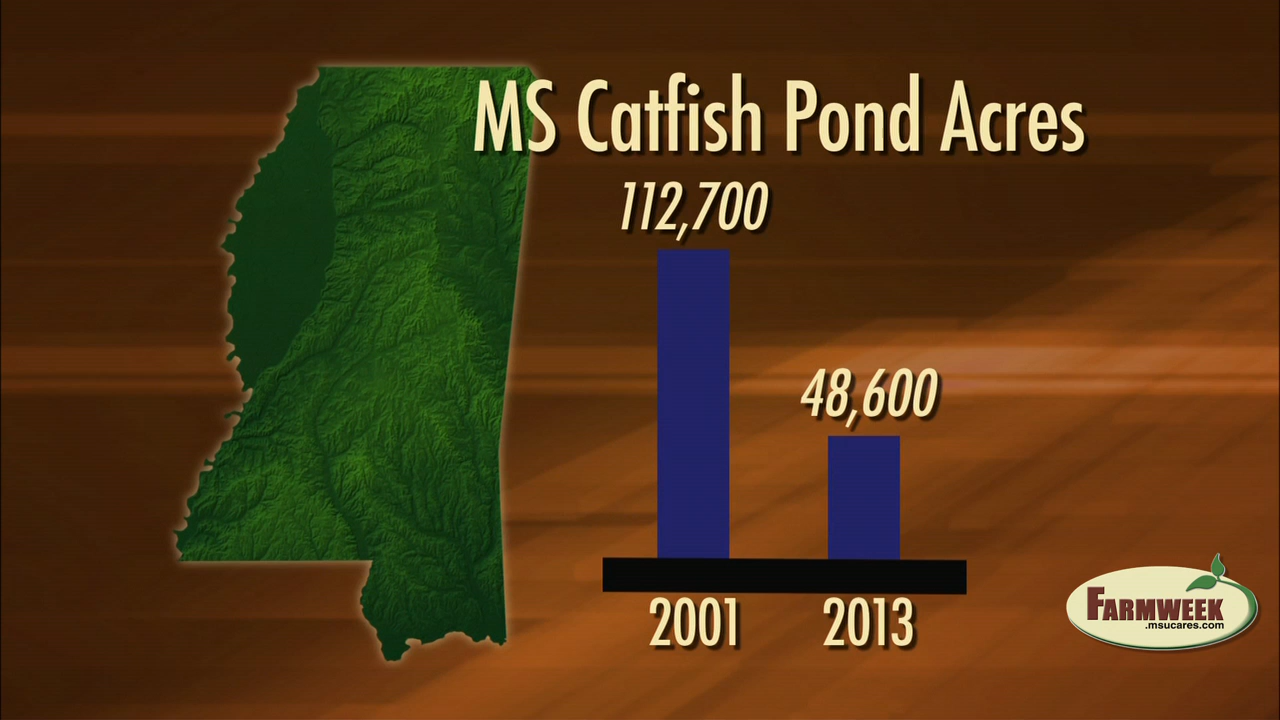 MS Catfish Pond Acres
112,700
48,600
2001 2013
FARMWEEK
.msucares.com